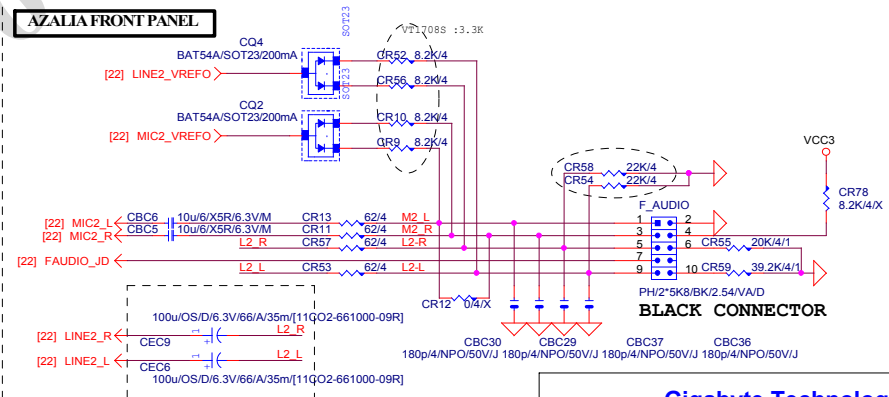 AZALIA FRONT PANEL
SOT23
VT1708S :3.3K
CQ4
BAT54A/SOT23/200mA
CR52 8.2K/4
[22] LINE2_VREFO
SOT23
CR56 8.2K/4
CQ2
BAT54A/SOT23/200mA
CR10 8.2K/4
[22] MIC2_VREFO
CR9 8.2K/4
VCC3
CR58 22K/4
CR54 22K/4
CR78
8.2K/4/X
F_AUDIO
[22] MIC2_L CBC6 10u/6/X5R/6.3V/M CR13 62/4 M2_L 1 2
[22] MIC2_R CBC5 10u/6/X5R/6.3V/M CR11 62/4 M2_R 3 4
L2_R CR57 62/4 L2-R 5 6 CR55 20K/4/1
[22] FAUDIO_JD 7
L2_L CR53 62/4 L2-L 9 10 CR59 39.2K/4/1
PH/2*5K8/BK/2.54/VA/D
CR12 0/4/X
BLACK CONNECTOR
100u/OS/D/6.3V/66/A/35m/[11CO2-661000-09R]
[22] LINE2_R 1 + L2_R
CEC9
CBC30 CBC29 CBC37 CBC36
180p/4/NPO/50V/J 180p/4/NPO/50V/J 180p/4/NPO/50V/J 180p/4/NPO/50V/J
[22] LINE2_L 1 + L2_L
CEC6
100u/OS/D/6.3V/66/A/35m/[11CO2-661000-09R]